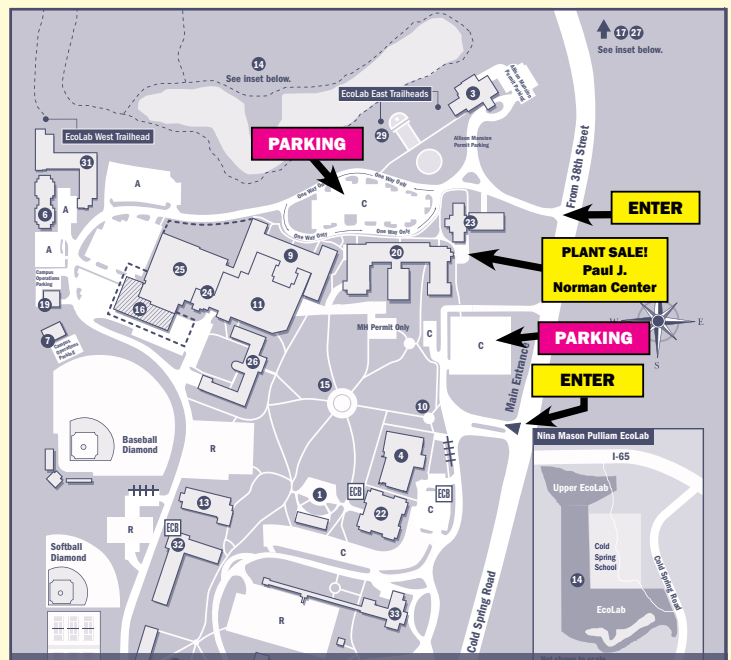 17 27
See inset below.
14
See inset below.
EcoLab East Trailheads
3
Allison Mansion
Permit Parking
29
Allison Mansion
Permit Parking
EcoLab West Trailhead
PARKING
31
A
6
A
A
One Way Only
One Way Only
C
One Way Only
One Way Only
From 38th Street
ENTER
23
PLANT SALE!
Paul J.
Norman Center
9
20
25
24
11
16
Campus
Operations
Parking
19
7
Campus
Operations
Parking
MH Permit Only
C
C
PARKING
E
S
26
15
10
Main Entrance
ENTER
Baseball
Diamond
R
4
Nina Mason Pulliam EcoLab
I-65
Upper EcoLab
13
1
ECB
ECB
22
C
R
ECB
32
C
Cold
Spring
School
14
Cold Spring Road
EcoLab
Softball
Diamond
R
33
Cold Spring Road